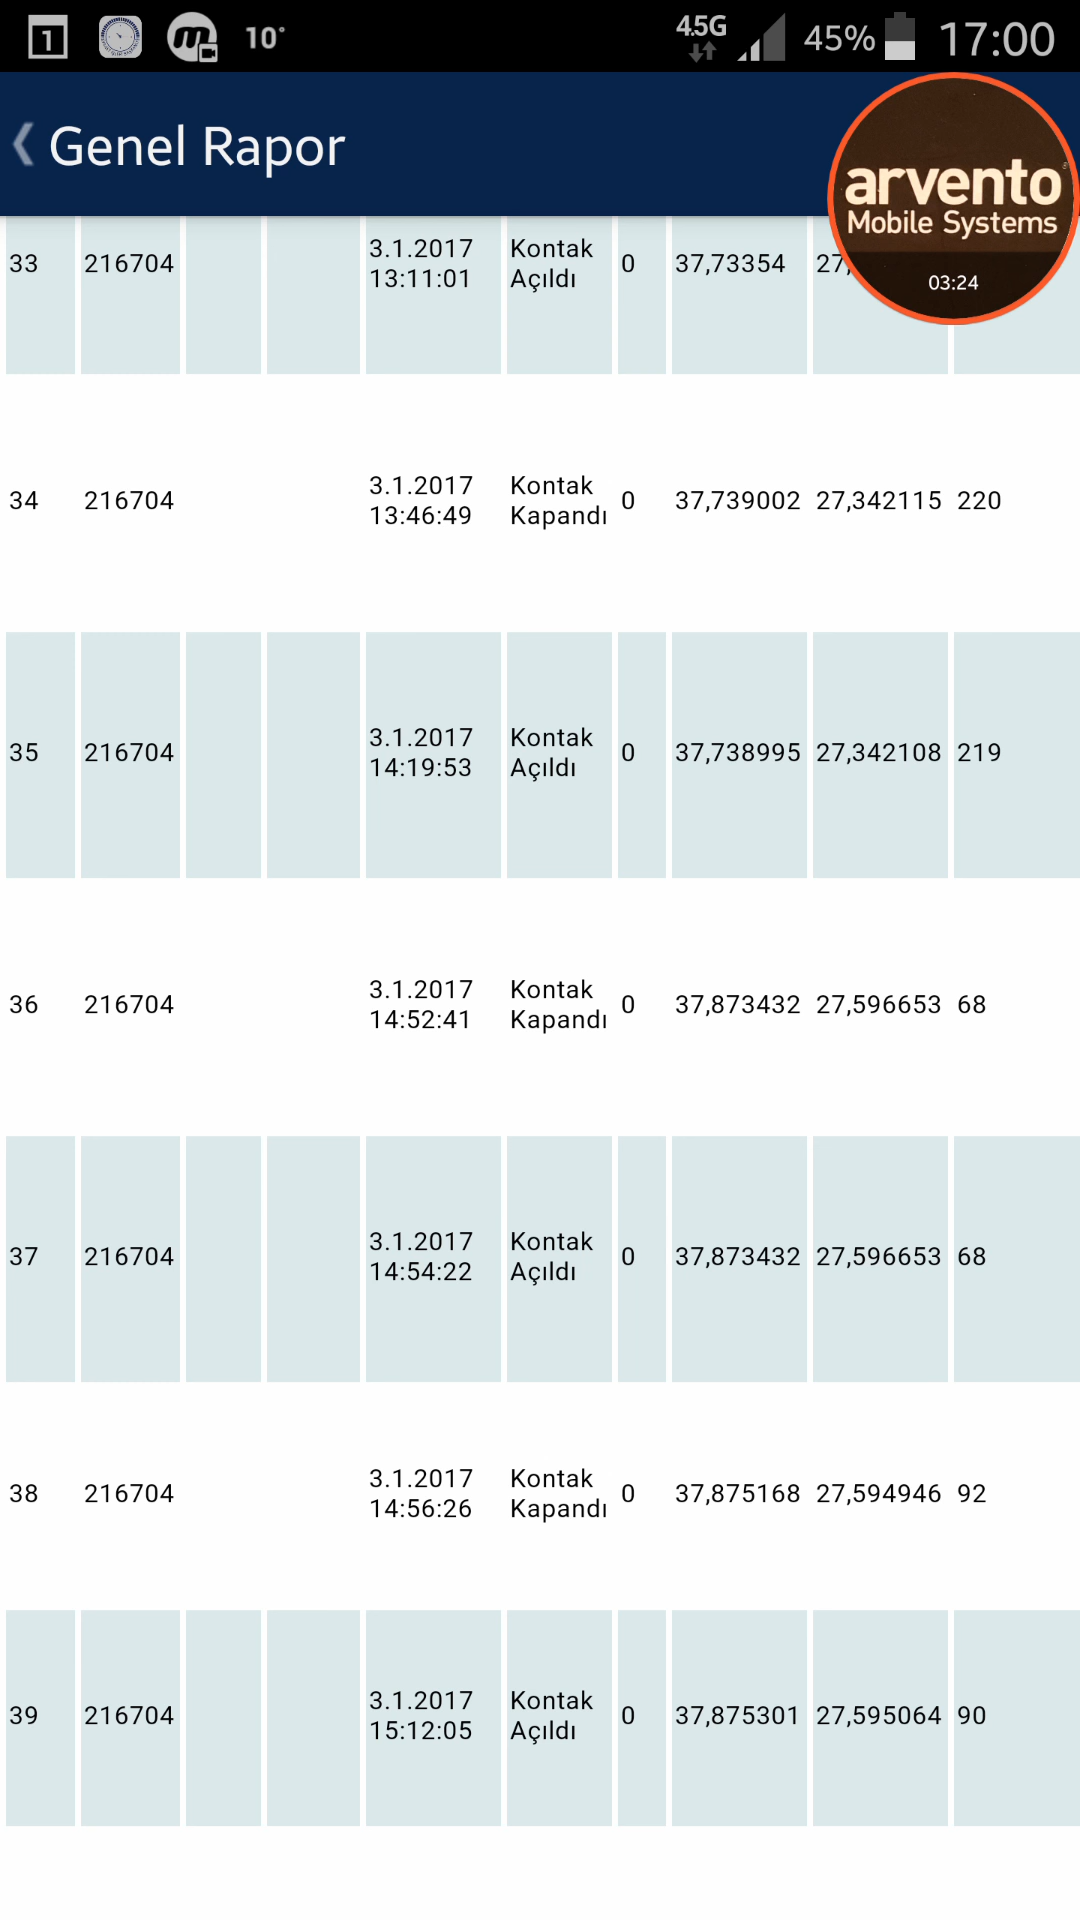 1 10° 4.5G 45% 17:00
Genel Rapor
arvento
Mobile Systems
03:24
33 216704 3.1.2017 13:11:01 Kontak Açıldı 0 37,73354 27,
34 216704 3.1.2017 13:46:49 Kontak Kapandı 0 37,739002 27,342115 220
35 216704 3.1.2017 14:19:53 Kontak Açıldı 0 37,738995 27,342108 219
36 216704 3.1.2017 14:52:41 Kontak Kapandı 0 37,873432 27,596653 68
37 216704 3.1.2017 14:54:22 Kontak Açıldı 0 37,873432 27,596653 68
38 216704 3.1.2017 14:56:26 Kontak Kapandı 0 37,875168 27,594946 92
39 216704 3.1.2017 15:12:05 Kontak Açıldı 0 37,875301 27,595064 90